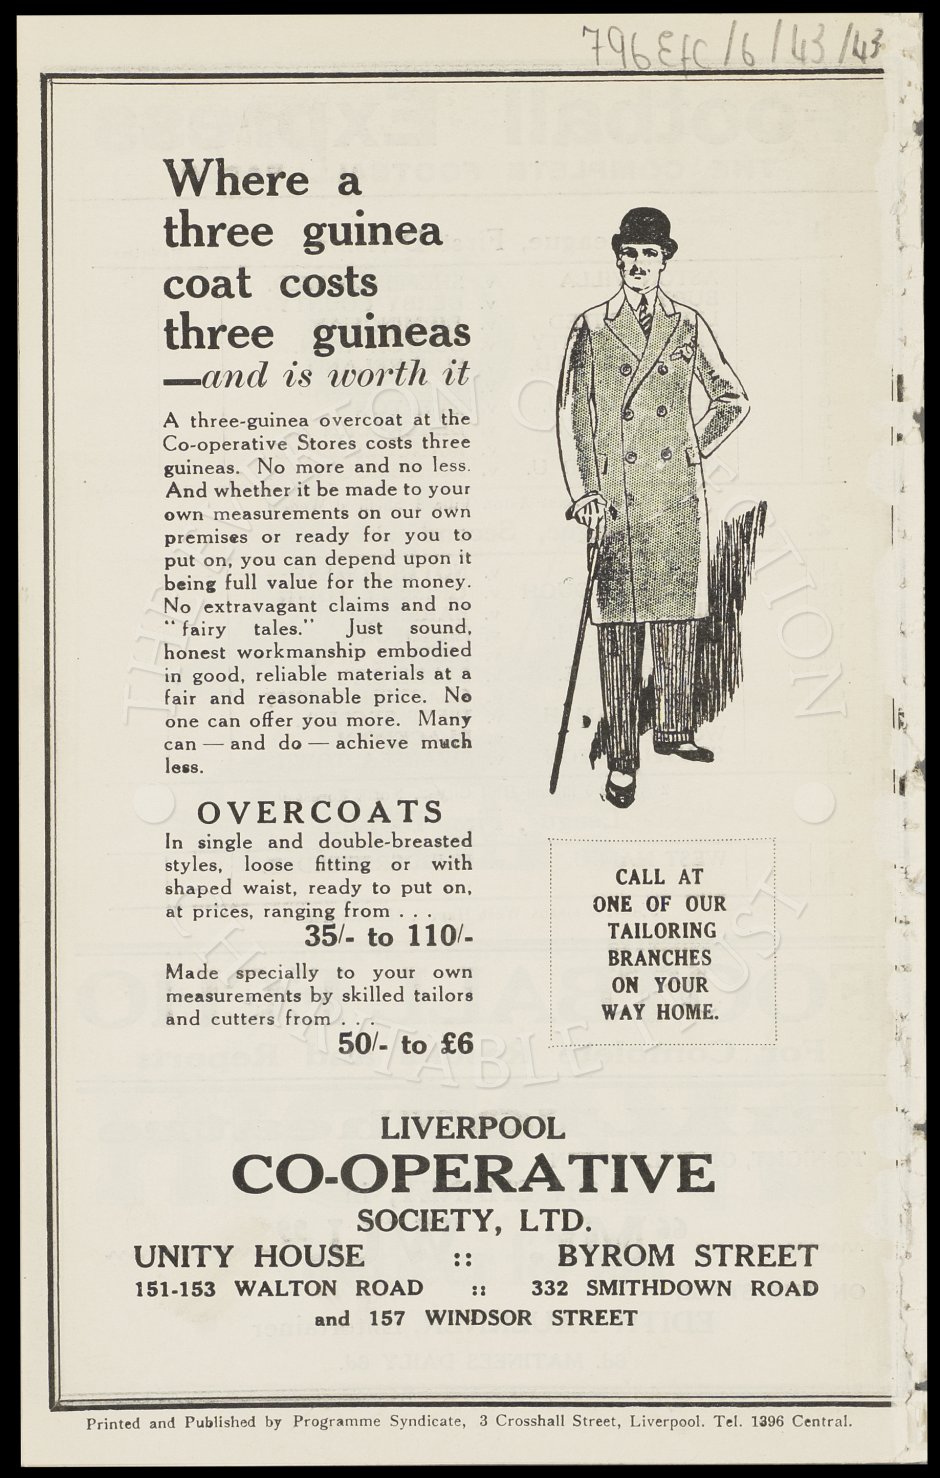 796EFC/6/43/43
Where a
three guinea
coat costs
three guineas
—and is worth it
A three-guinea overcoat at the
Co-operative Stores costs three
guineas. No more and no less.
And whether it be made to your
own measurements on our own
premises or ready for you to
put on, you can depend upon it
being full value for the money.
No extravagant claims and no
"fairy tales." Just sound,
honest workmanship embodied
in good, reliable materials at a
fair and reasonable price. No
one can offer you more. Many
can — and do — achieve much
less.
OVERCOATS
In single and double-breasted
styles, loose fitting or with
shaped waist, ready to put on,
at prices, ranging from . . .
35/- to 110/-
Made specially to your own
measurements by skilled tailors
and cutters from . . .
50/- to £6
CALL AT
ONE OF OUR
TAILORING
BRANCHES
ON YOUR
WAY HOME.
LIVERPOOL
CO-OPERATIVE
SOCIETY, LTD.
UNITY HOUSE :: BYROM STREET
151-153 WALTON ROAD :: 332 SMITHDOWN ROAD
and 157 WINDSOR STREET
Printed and Published by Programme Syndicate, 3 Crosshall Street, Liverpool. Tel. 1396 Central.
THE EVERTON COLLECTION
CHARITABLE TRUST